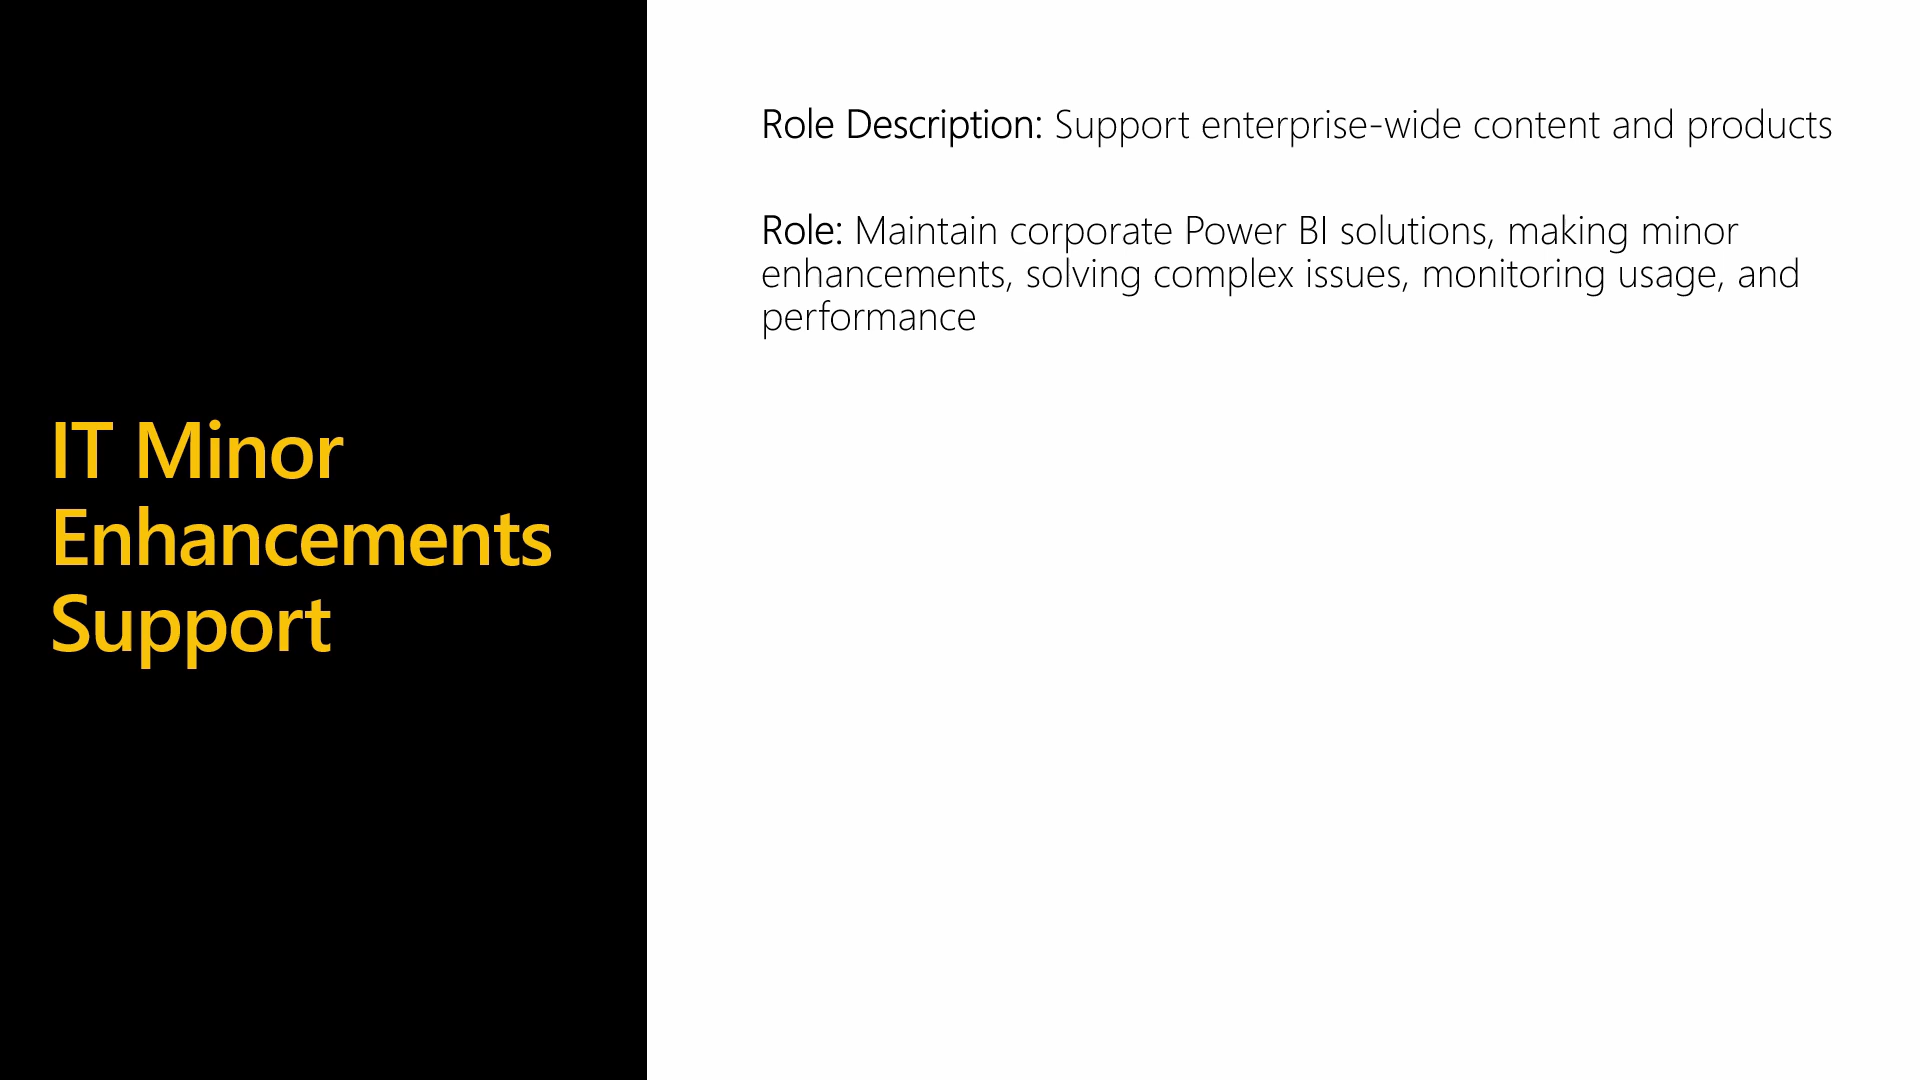 IT Minor
Enhancements
Support
Role Description: Support enterprise-wide content and products
Role: Maintain corporate Power BI solutions, making minor
enhancements, solving complex issues, monitoring usage, and
performance